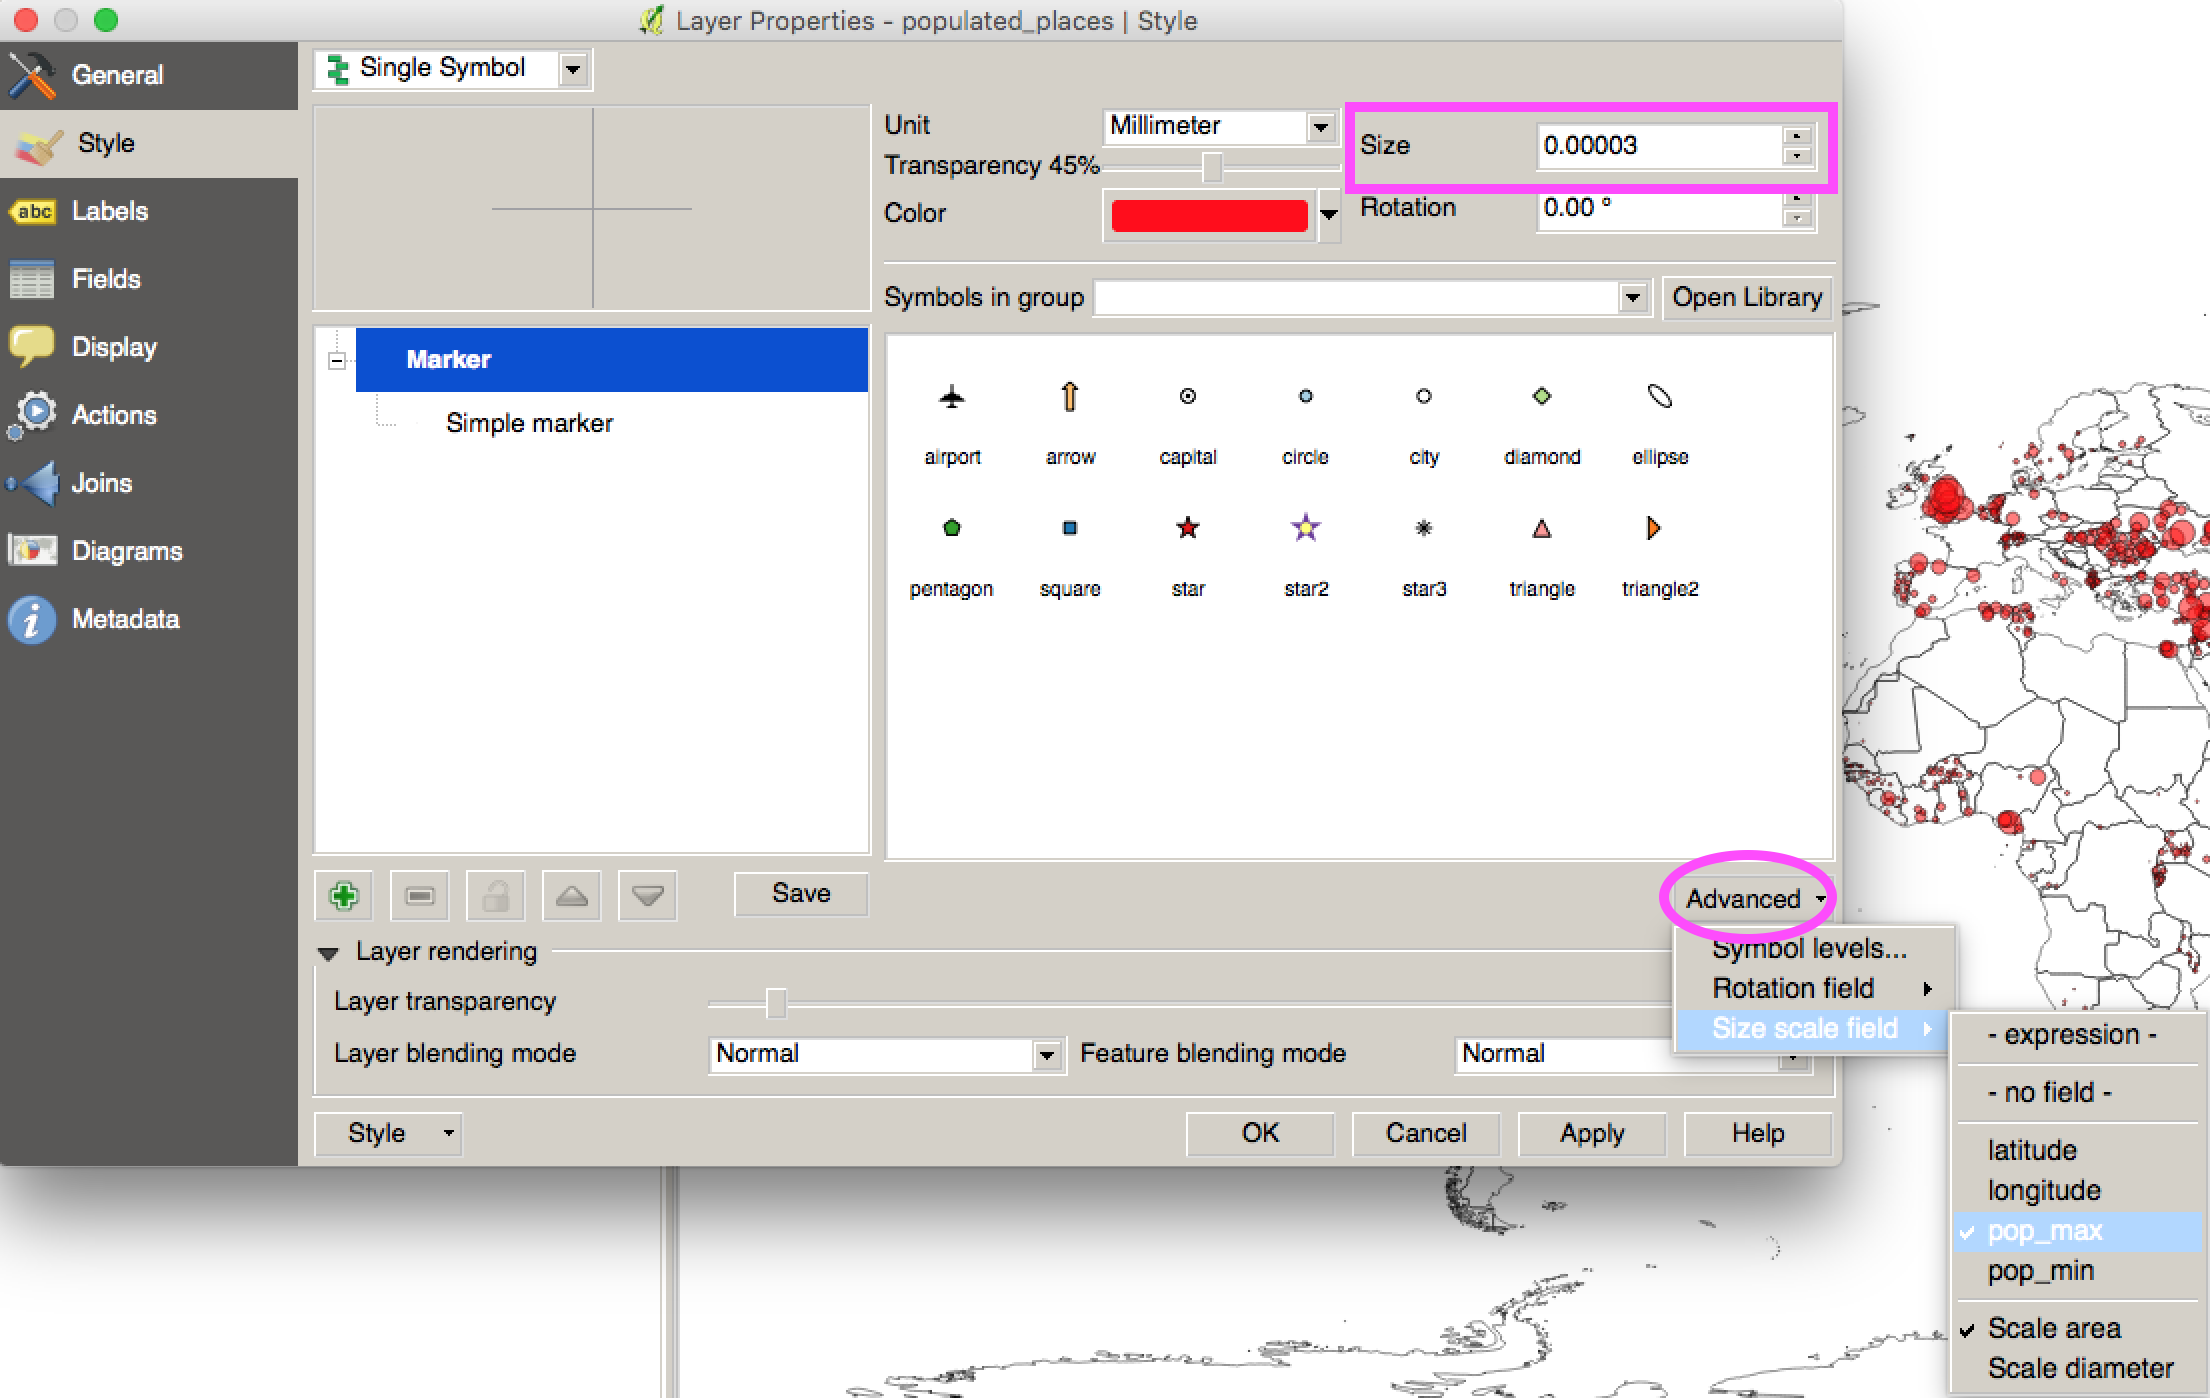 Layer Properties - populated_places | Style
General
Style
abc Labels
Fields
Display
Actions
Joins
Diagrams
i Metadata
Single Symbol
Unit
Millimeter
Size
0.00003
Transparency 45%
Color
Rotation
0.00 °
Symbols in group
Open Library
Marker
Simple marker
airport arrow capital circle city diamond ellipse
pentagon square star star2 star3 triangle triangle2
Save
Advanced
Symbol levels...
Rotation field
Size scale field
- expression -
- no field -
latitude
longitude
pop_max
pop_min
Scale area
Scale diameter
Layer rendering
Layer transparency
Layer blending mode
Normal
Feature blending mode
Normal
Style
OK
Cancel
Apply
Help